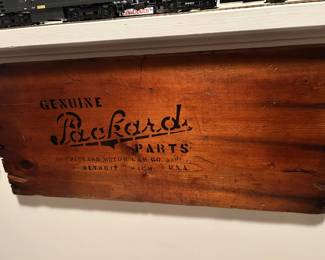 GENUINE
Packard
PARTS
PACKARD MOTOR CAR CO.
DETROIT MICH. U.S.A.